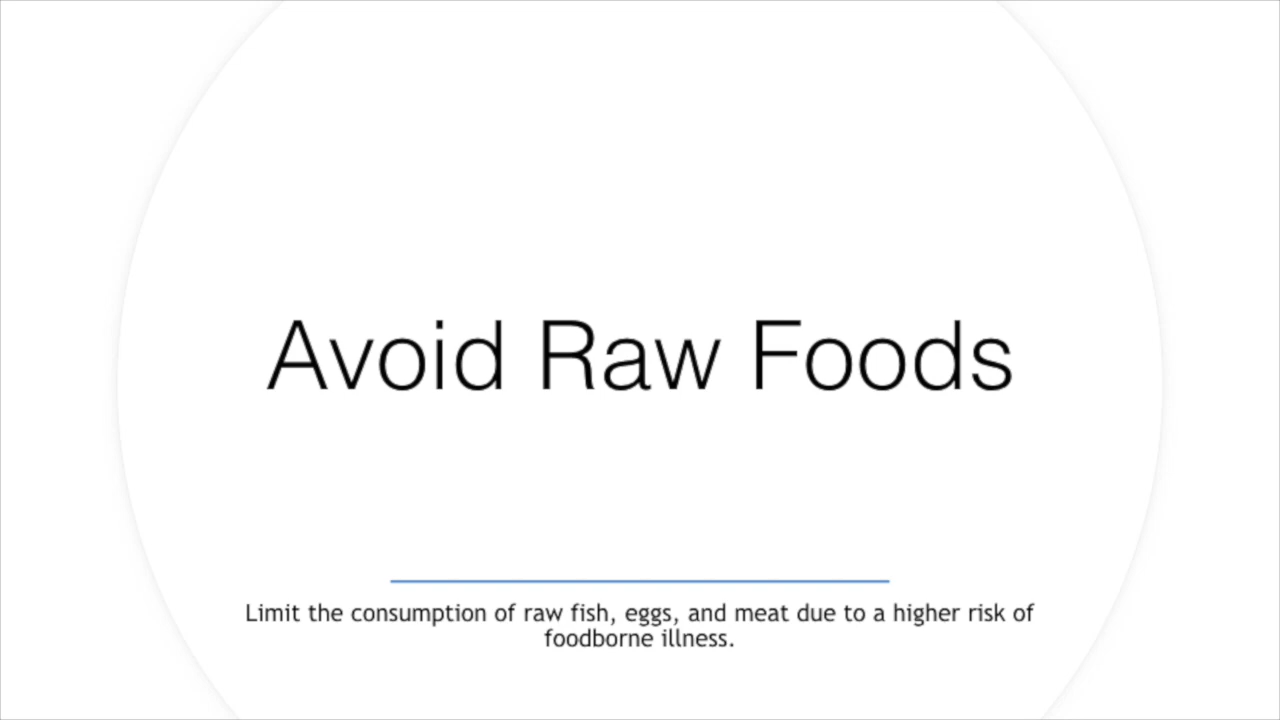 Avoid Raw Foods
Limit the consumption of raw fish, eggs, and meat due to a higher risk of
foodborne illness.